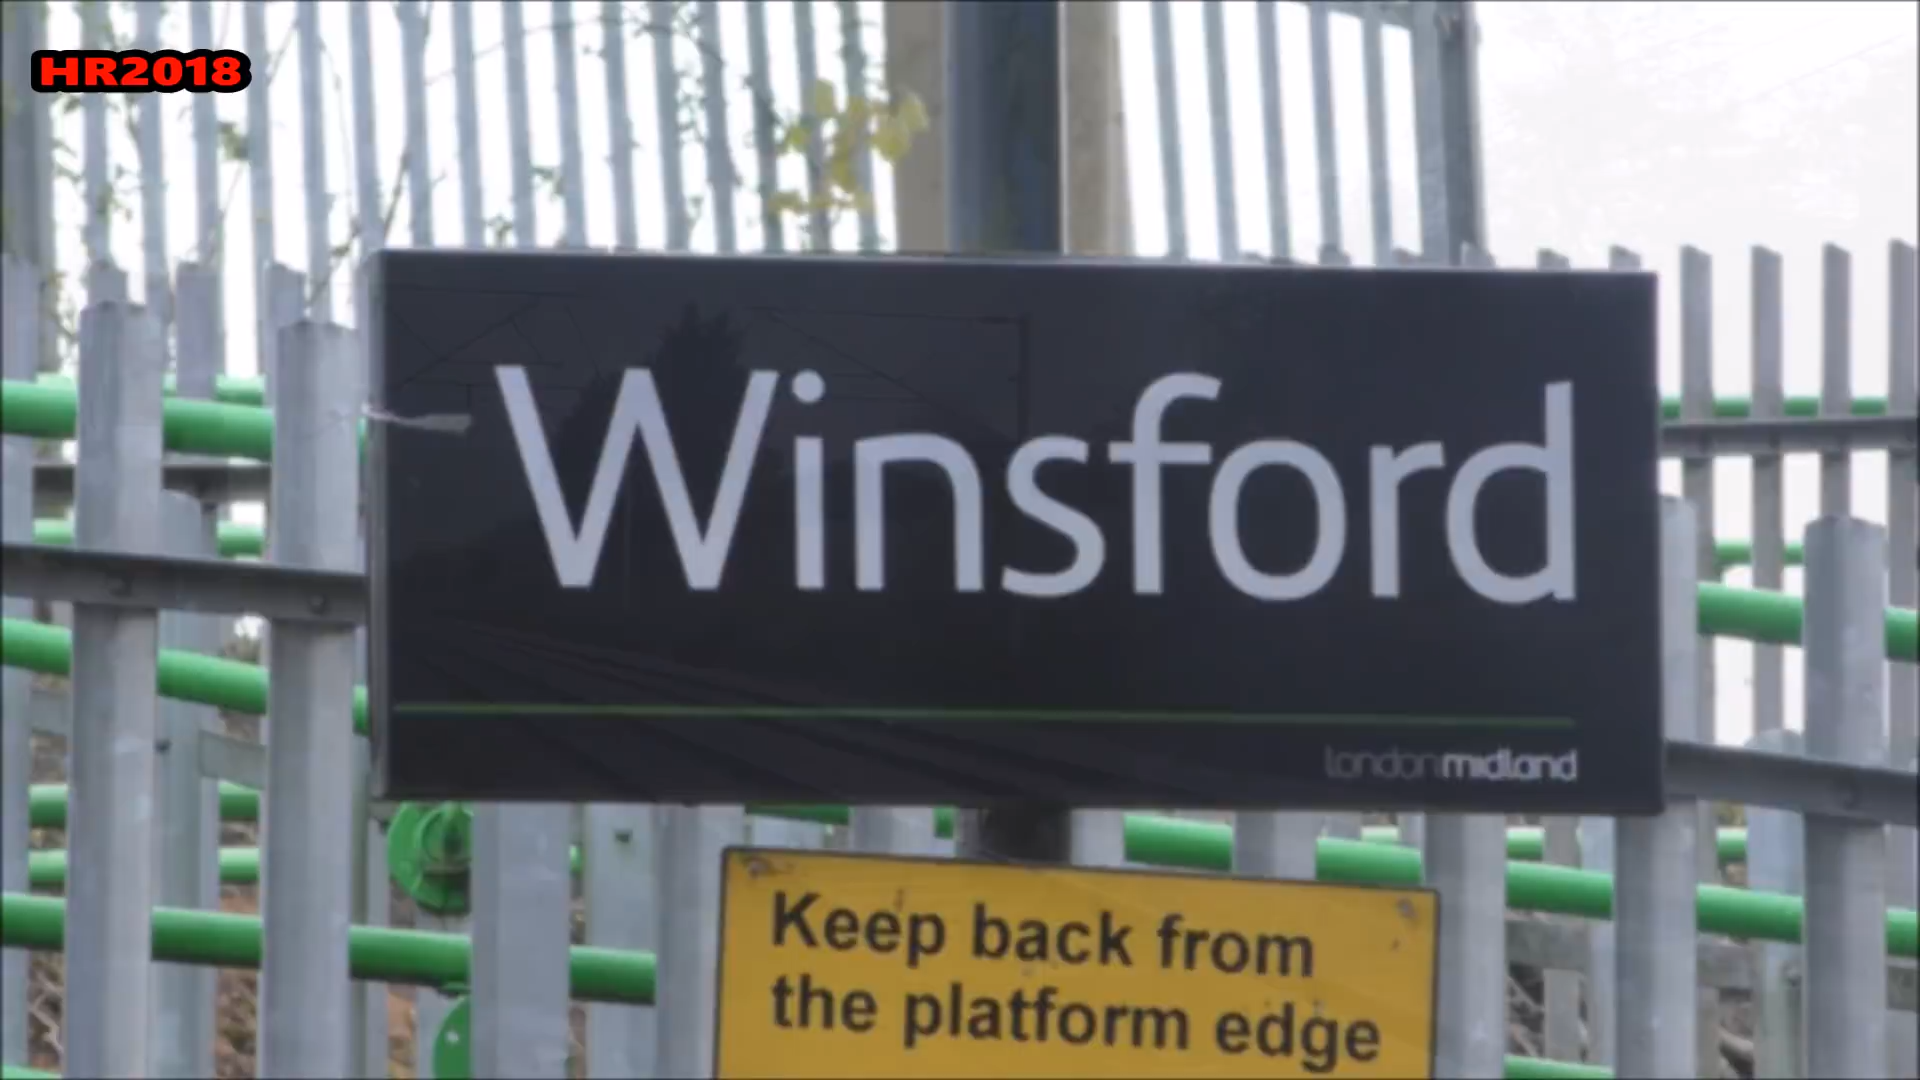 HR2018
Winsford
londonmidland
Keep back from
the platform edge